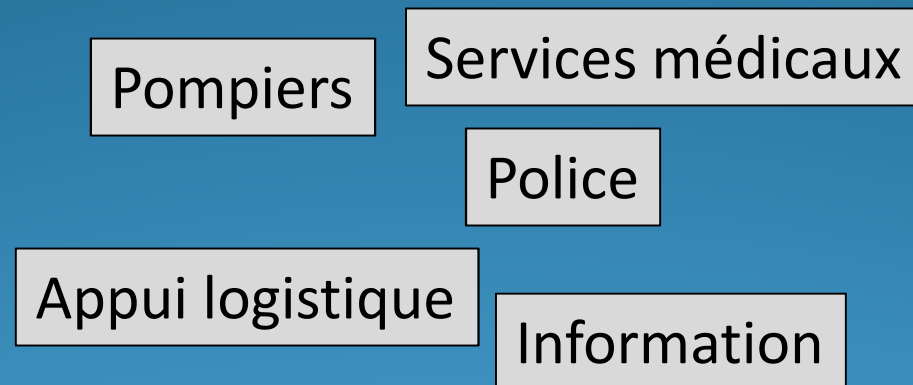 Services médicaux
Pompiers
Police
Appui logistique
Information